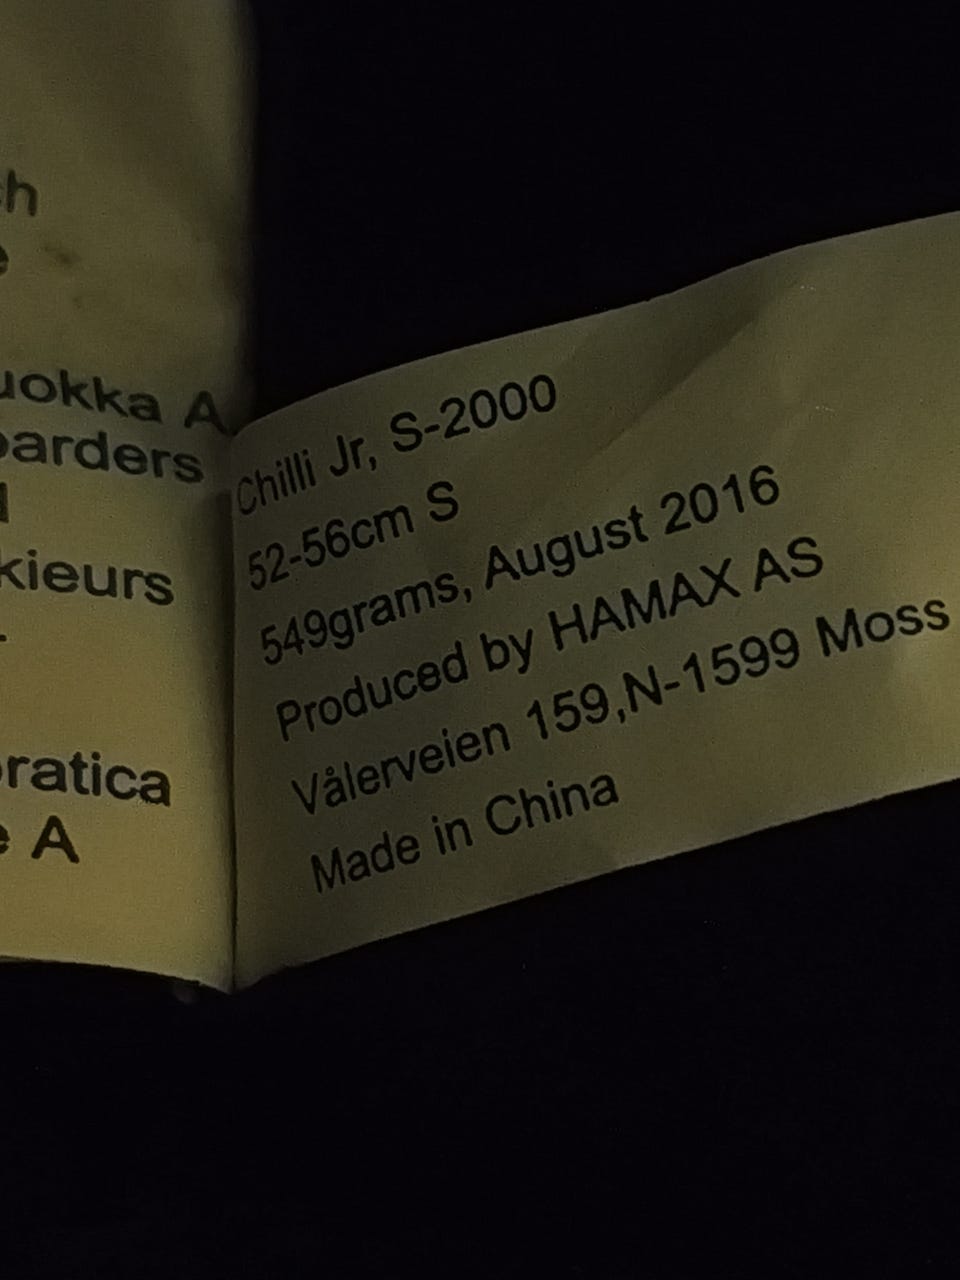 A
Chilli Jr, S-2000
52-56cm S
549grams, August 2016
Produced by HAMAX AS
Vålerveien 159,N-1599 Moss
Made in China
A